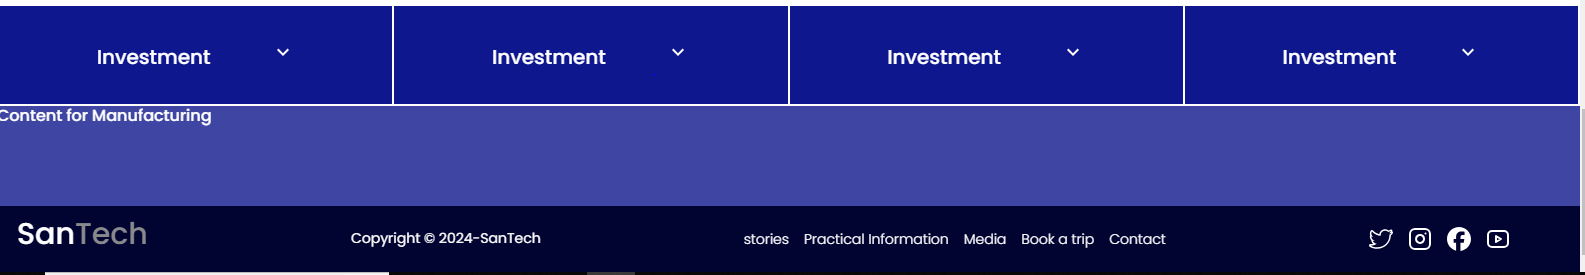 Investment Investment Investment Investment
Content for Manufacturing
SanTech
Copyright © 2024-SanTech
stories Practical Information Media Book a trip Contact